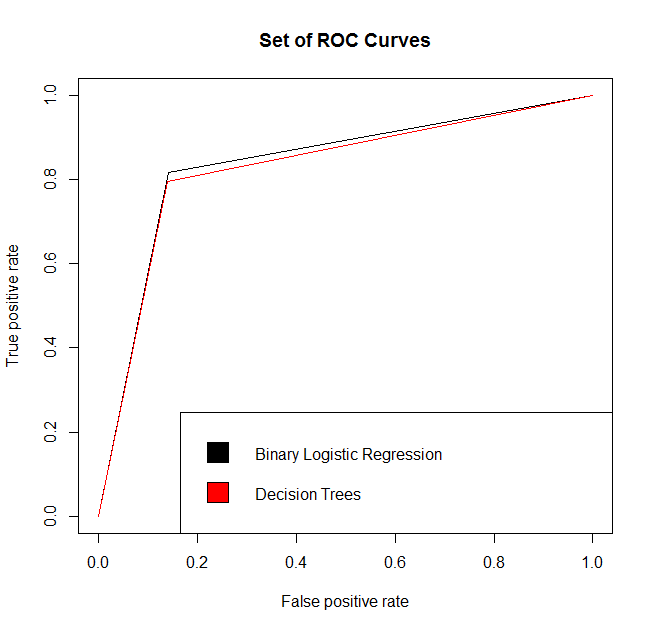 Set of ROC Curves
True positive rate
1.0
0.8
0.6
0.4
0.2
0.0
Binary Logistic Regression
Decision Trees
0.0 0.2 0.4 0.6 0.8 1.0
False positive rate